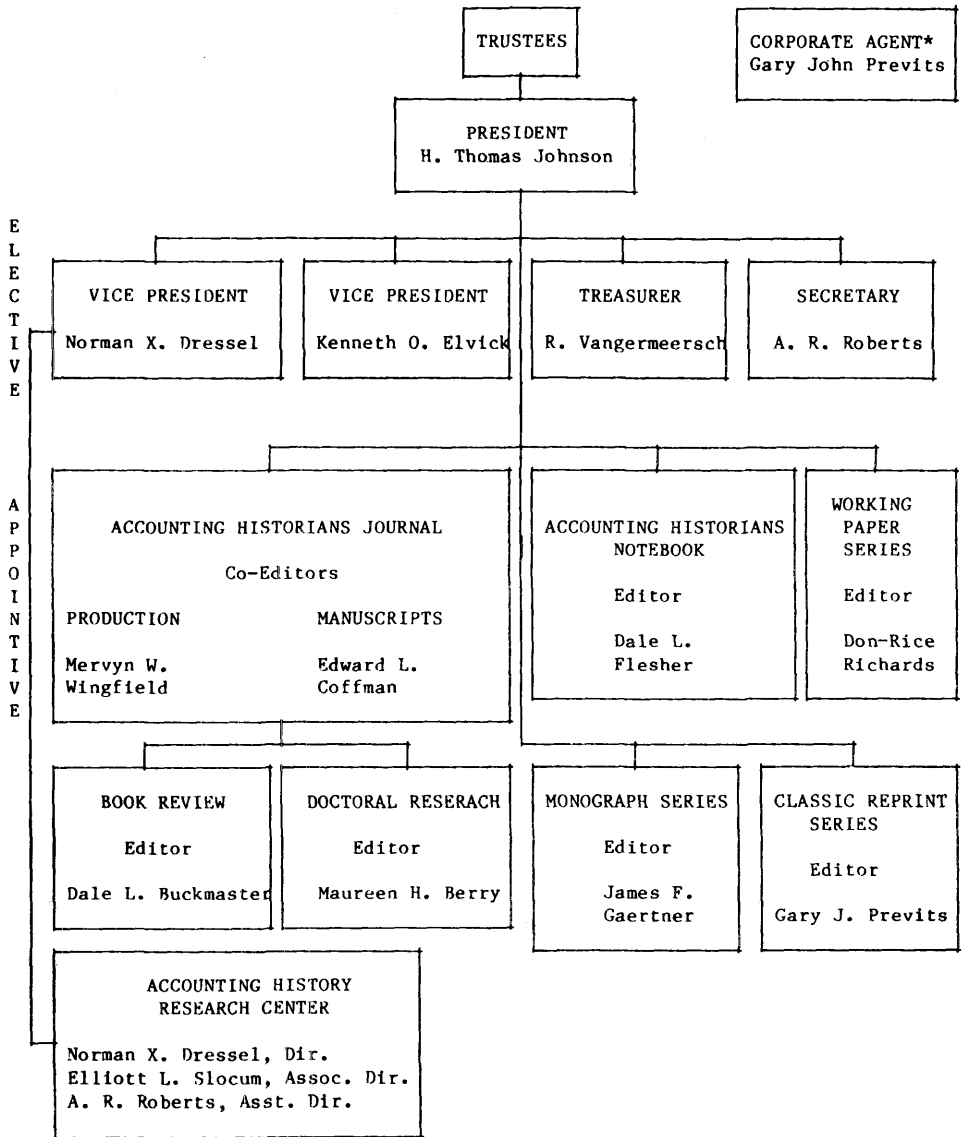 TRUSTEES
CORPORATE AGENT*
Gary John Previts
PRESIDENT
H. Thomas Johnson
ELECTIVE
VICE PRESIDENT
Norman X. Dressel
VICE PRESIDENT
Kenneth O. Elvick
TREASURER
R. Vangermeersch
SECRETARY
A. R. Roberts
APPOINTIVE
ACCOUNTING HISTORIANS JOURNAL
Co-Editors
PRODUCTION
Mervyn W.
Wingfield
MANUSCRIPTS
Edward L.
Coffman
ACCOUNTING HISTORIANS
NOTEBOOK
Editor
Dale L.
Flesher
WORKING
PAPER
SERIES
Editor
Don-Rice
Richards
BOOK REVIEW
Editor
Dale L. Buckmaster
DOCTORAL RESERACH
Editor
Maureen H. Berry
MONOGRAPH SERIES
Editor
James F.
Gaertner
CLASSIC REPRINT
SERIES
Editor
Gary J. Previts
ACCOUNTING HISTORY
RESEARCH CENTER
Norman X. Dressel, Dir.
Elliott L. Slocum, Assoc. Dir.
A. R. Roberts, Asst. Dir.